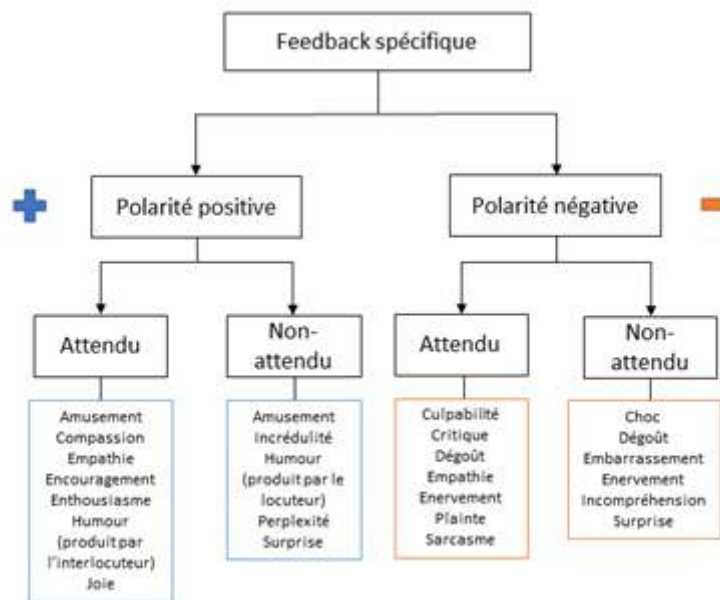 Feedback spécifique
Polarité positive
Polarité négative
Attendu
Non-
attendu
Attendu
Non-
attendu
Amusement
Compassion
Empathie
Encouragement
Enthousiasme
Humour
(produit par
l'interlocuteur)
Joie
Amusement
Incrédulité
Humour
(produit par le
locuteur)
Perplexité
Surprise
Culpabilité
Critique
Dégoût
Empathie
Enervement
Plainte
Sarcasme
Choc
Dégoût
Embarrassement
Enervement
Incompréhension
Surprise